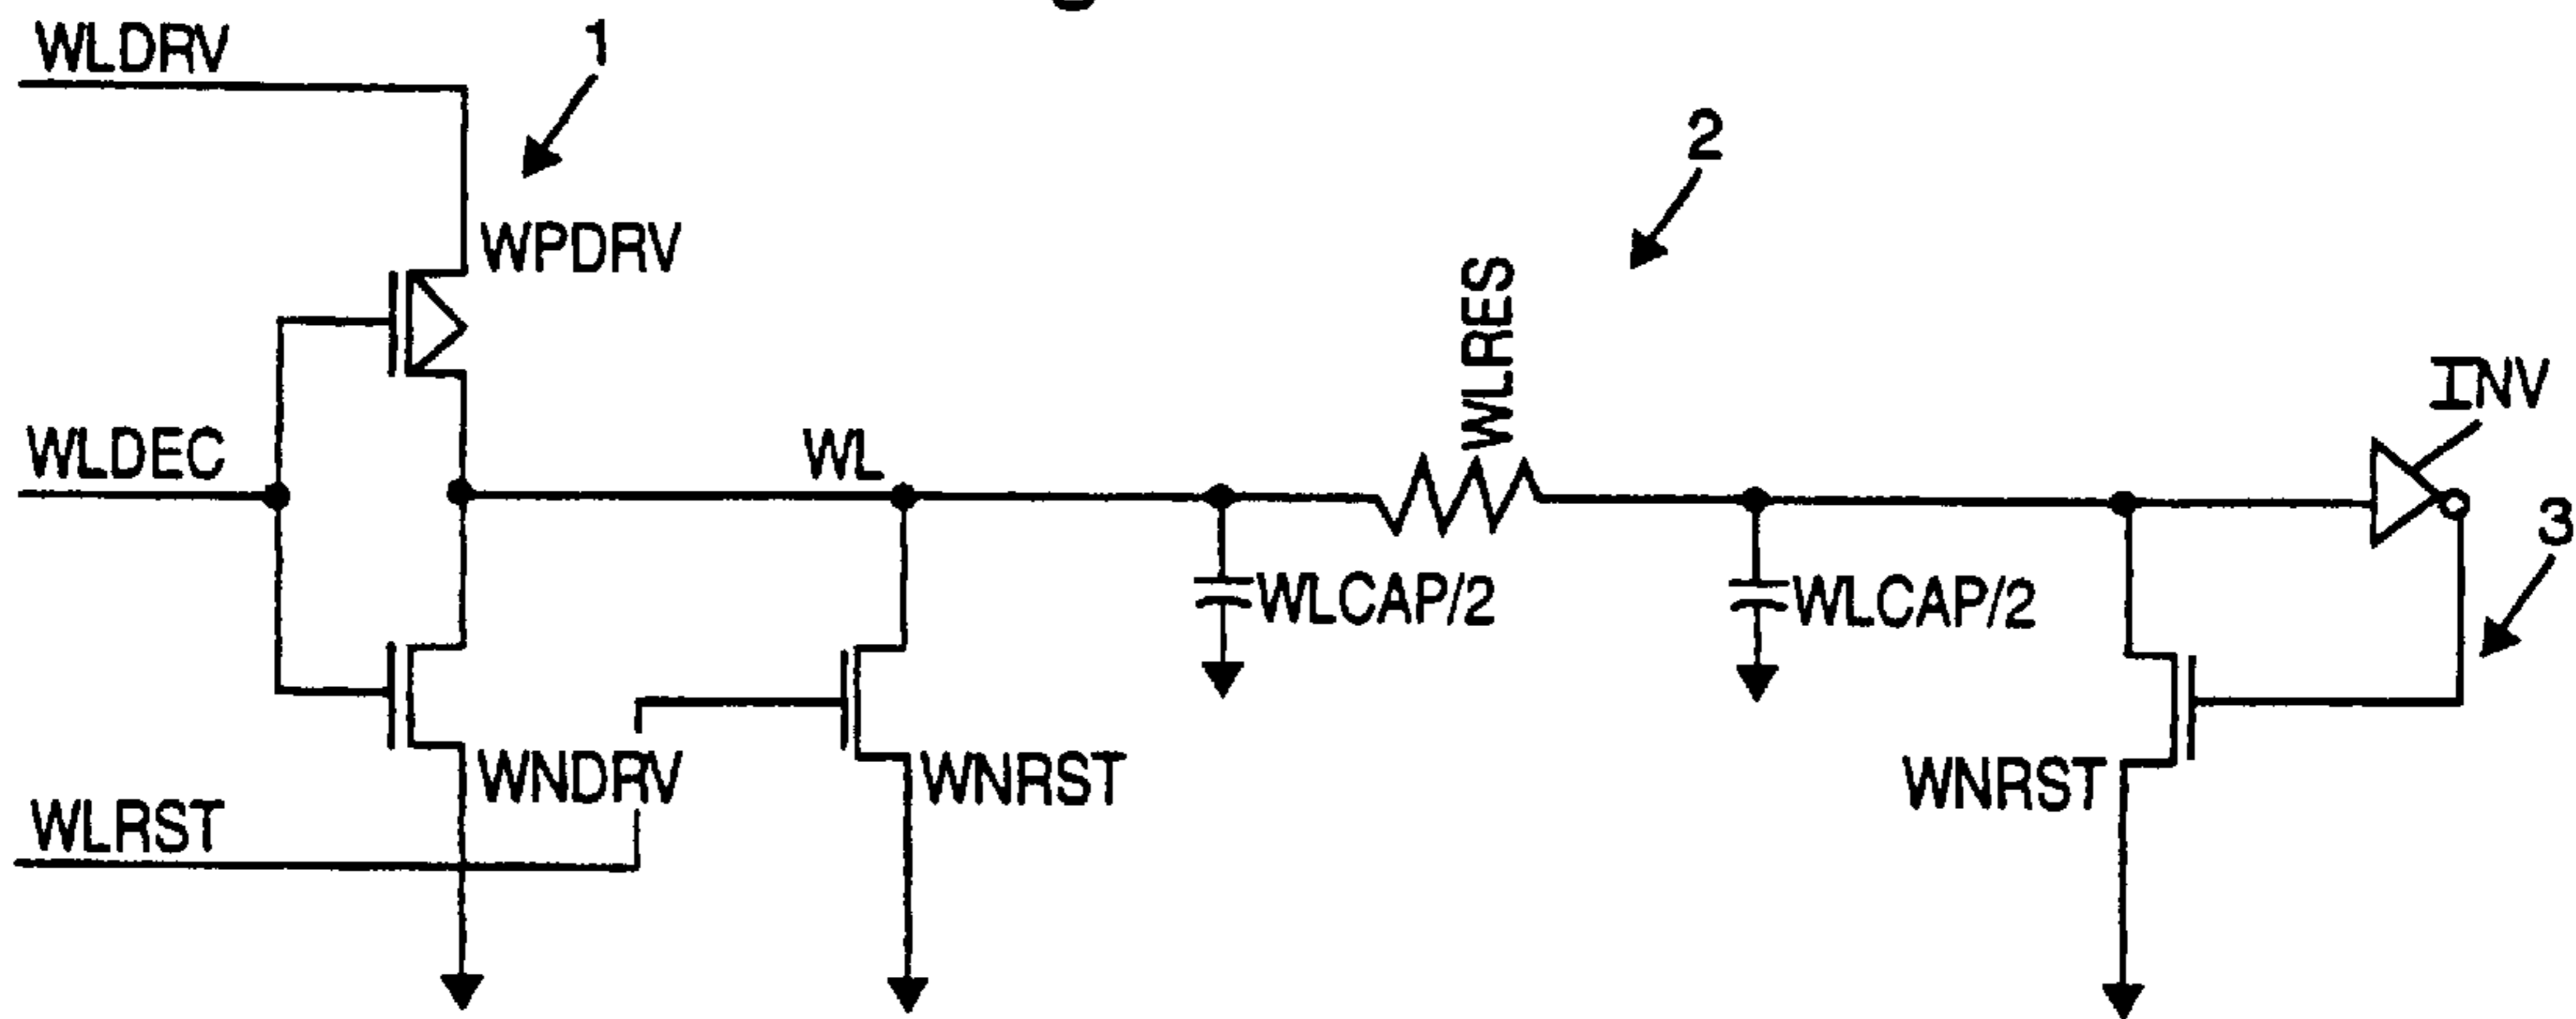 WLDRV
1
2
WPDRV
WLRES
INV
WLDEC
WL
3
WLCAP/2
WLCAP/2
WNDRV
WNRST
WNRST
WLRST